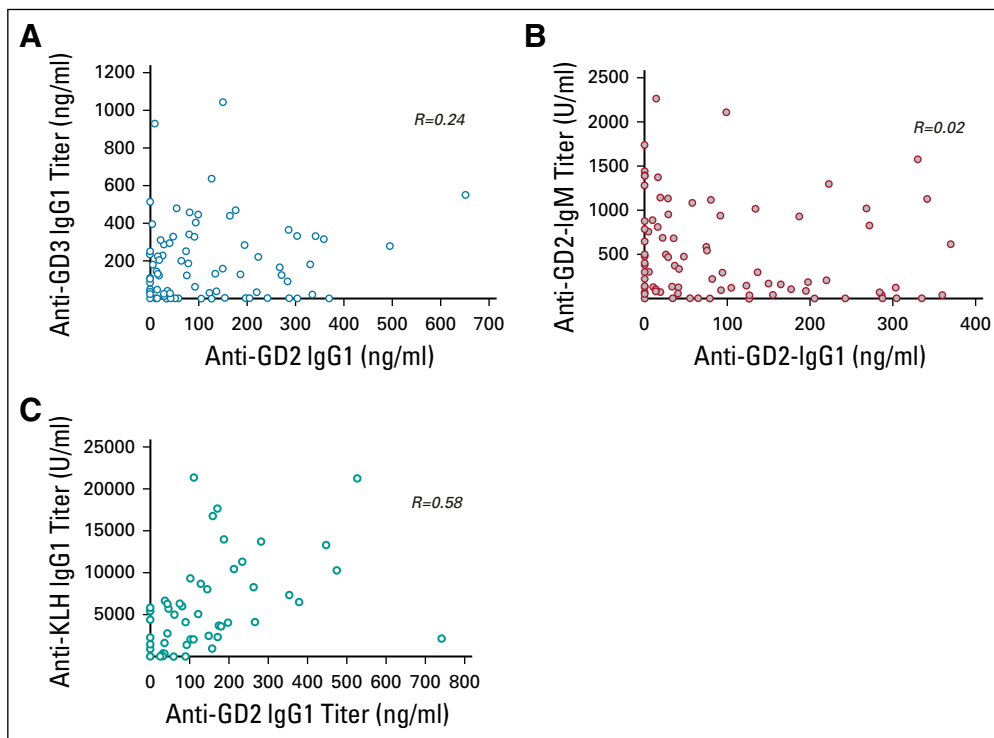 A
Anti-GD3 IgG1 Titer (ng/ml)
1200
1000
800
600
400
200
R=0.24
0 100 200 300 400 500 600 700
Anti-GD2 IgG1 (ng/ml)
B
Anti-GD2-IgM Titer (U/ml)
2500
2000
1500
1000
500
R=0.02
0 100 200 300 400
Anti-GD2-IgG1 (ng/ml)
C
Anti-KLH IgG1 Titer (U/ml)
25000
20000
15000
10000
5000
R=0.58
0 100 200 300 400 500 600 700 800
Anti-GD2 IgG1 Titer (ng/ml)